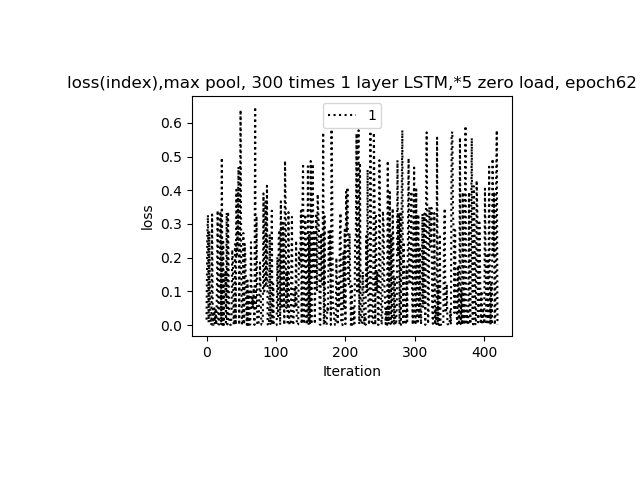 loss(index),max pool, 300 times 1 layer LSTM,*5 zero load, epoch62
1
0.6
0.5
0.4
0.3
0.2
0.1
0.0
loss
0 100 200 300 400
Iteration